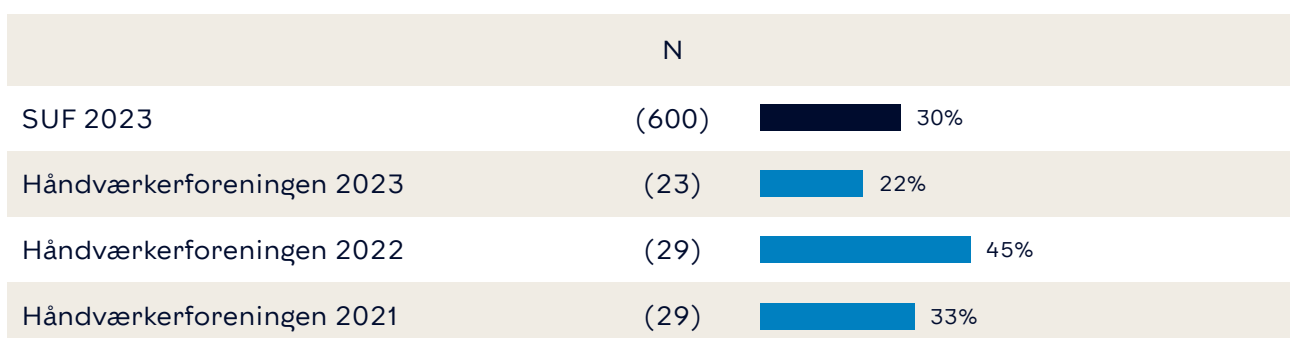 N
SUF 2023 (600) 30%
Håndværkerforeningen 2023 (23) 22%
Håndværkerforeningen 2022 (29) 45%
Håndværkerforeningen 2021 (29) 33%